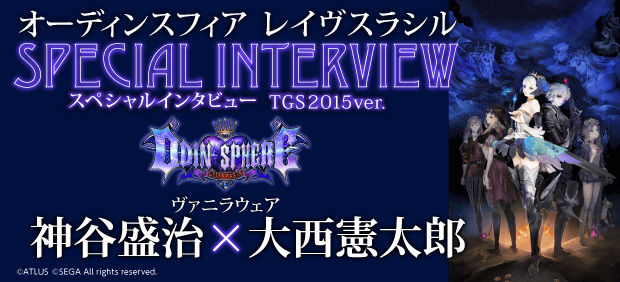 オーディンスフィア レイヴスラシル
SPECIAL INTERVIEW
スペシャルインタビュー TGS2015ver.
ODIN SPHERE
LEIFTHRASIR
ヴァニラウェア
神谷盛治×大西憲太郎
©ATLUS ©SEGA All rights reserved.